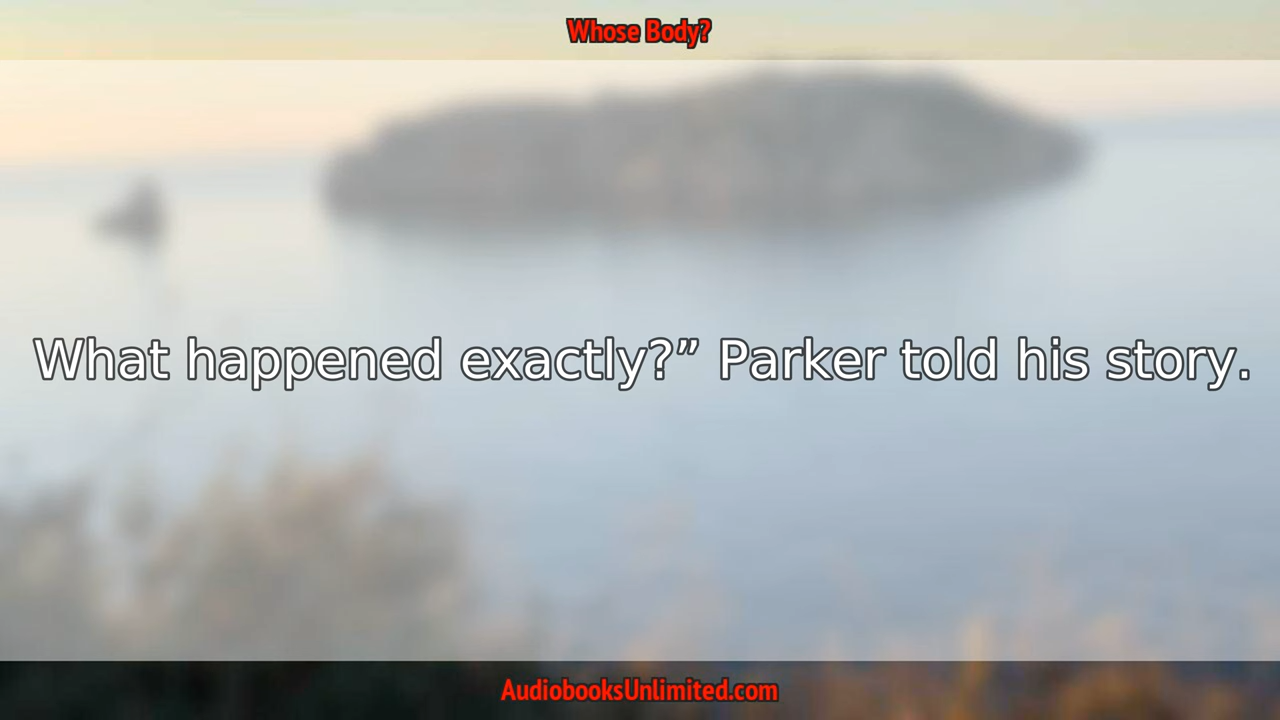 Whose Body?
What happened exactly?” Parker told his story.
AudiobooksUnlimited.com